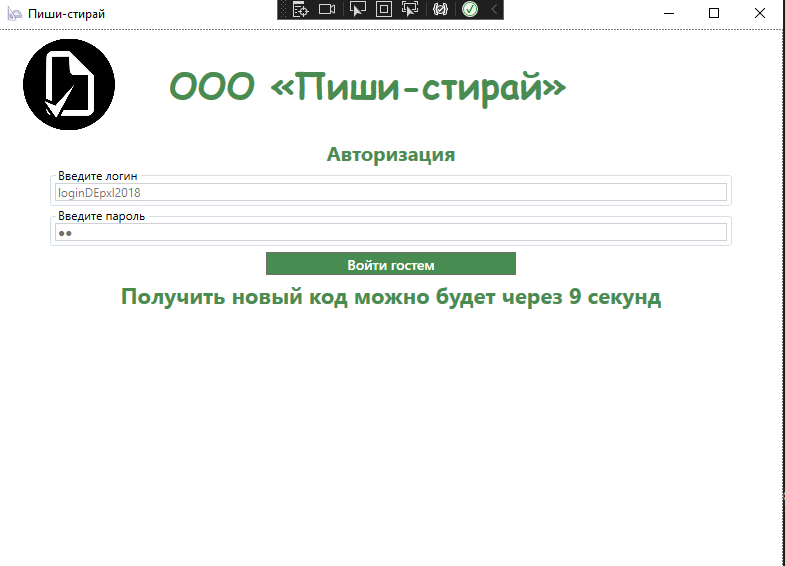 Пиши-стирай
ООО «Пиши-стирай»
Авторизация
Введите логин
loginDEpxl2018
Введите пароль
●●
Войти гостем
Получить новый код можно будет через 9 секунд